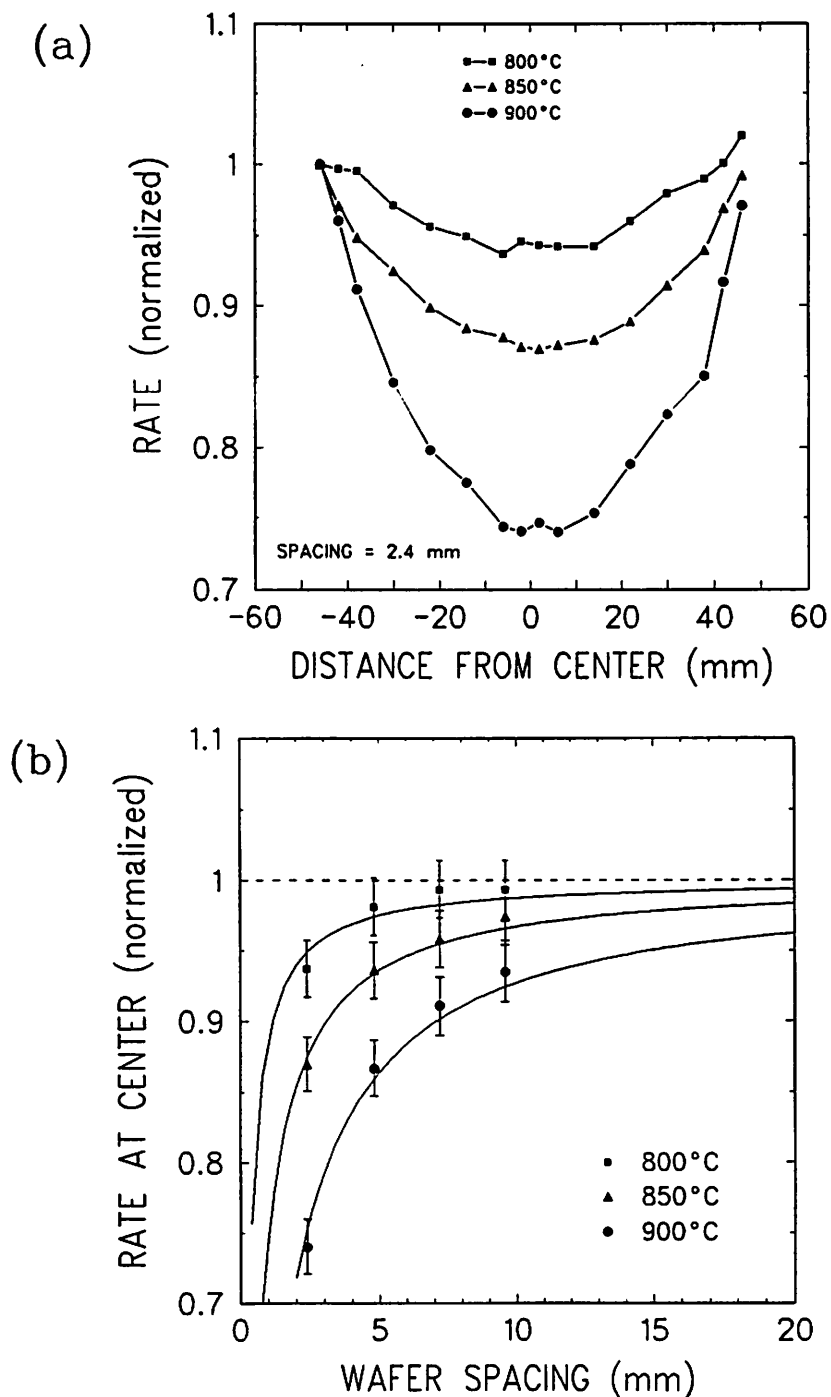 (a)
1.1
1
0.9
0.8
0.7
RATE (normalized)
800°C
850°C
900°C
SPACING = 2.4 mm
-60 -40 -20 0 20 40 60
DISTANCE FROM CENTER (mm)
(b)
1.1
1
0.9
0.8
0.7
RATE AT CENTER (normalized)
800°C
850°C
900°C
0 5 10 15 20
WAFER SPACING (mm)